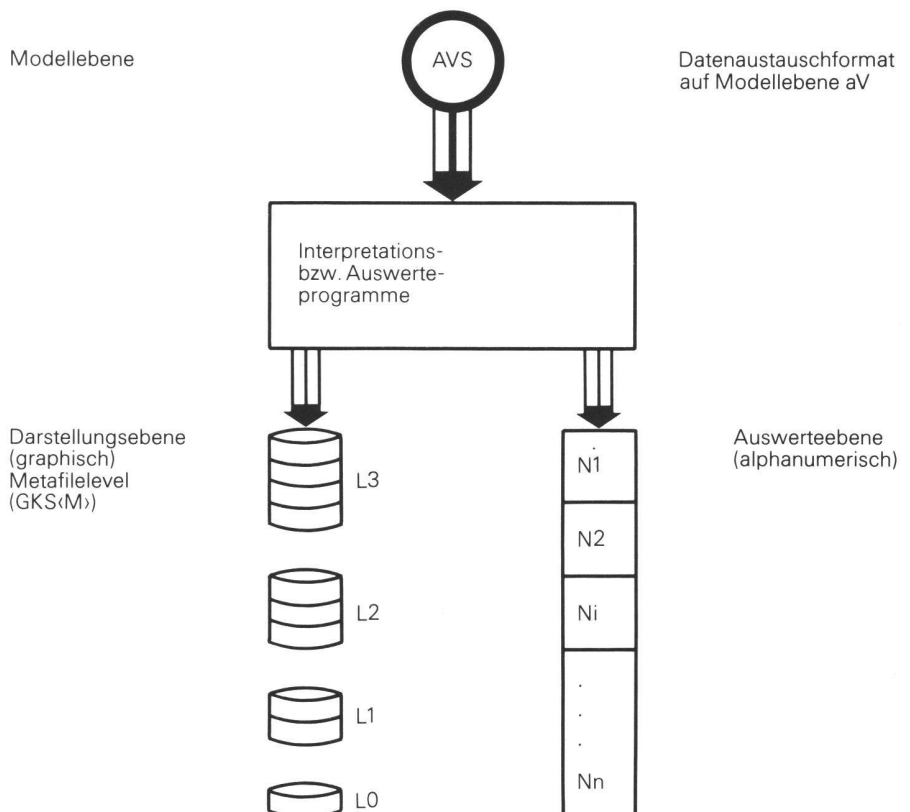 Modellebene
AVS
Datenaustauschformat
auf Modellebene aV
Interpretations-
bzw. Auswerte-
programme
Darstellungsebene
(graphisch)
Metafilelevel
(GKS‹M›)
L3
L2
L1
L0
N1
N2
Ni
.
.
.
Nn
Auswerteebene
(alphanumerisch)